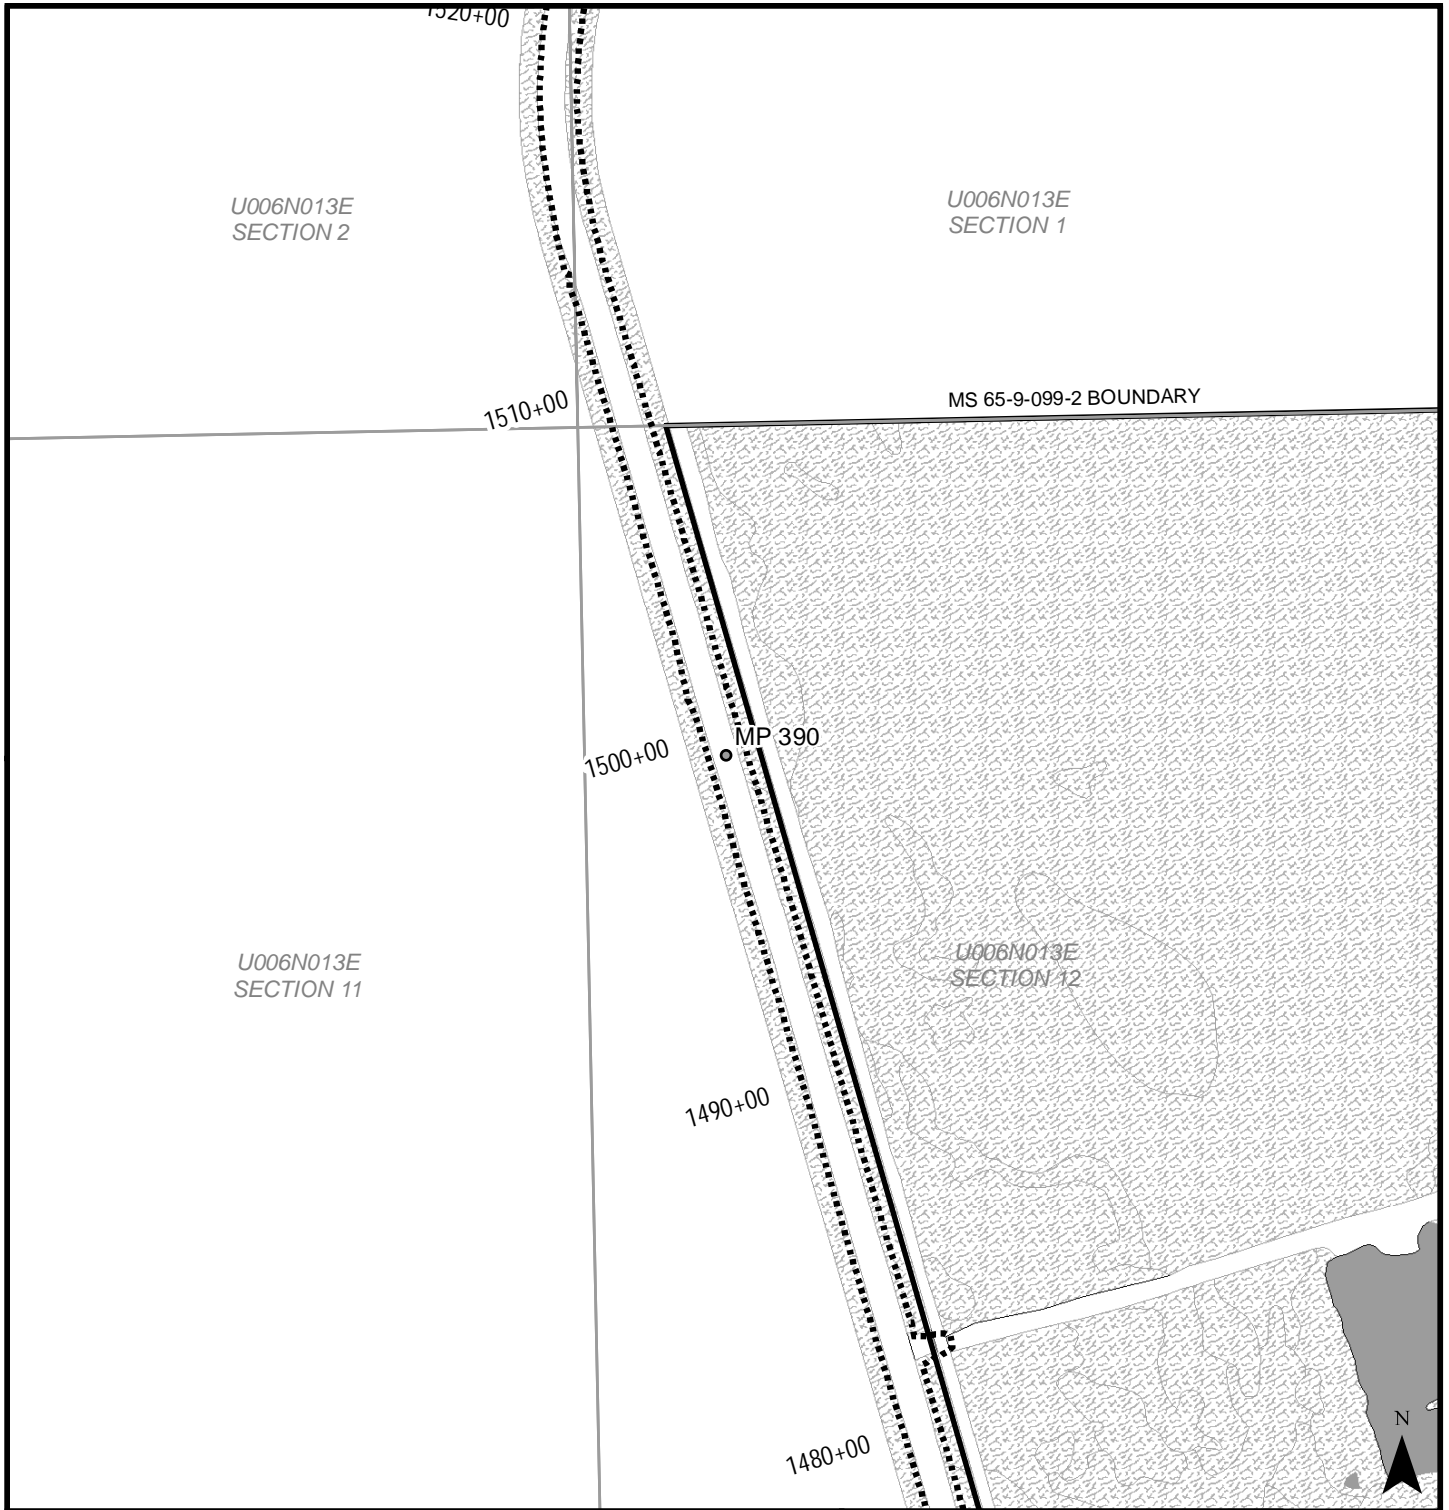 1520+00
U006N013E
SECTION 2
U006N013E
SECTION 1
MS 65-9-099-2 BOUNDARY
1510+00
MP 390
1500+00
U006N013E
SECTION 12
U006N013E
SECTION 11
1490+00
N
1480+00